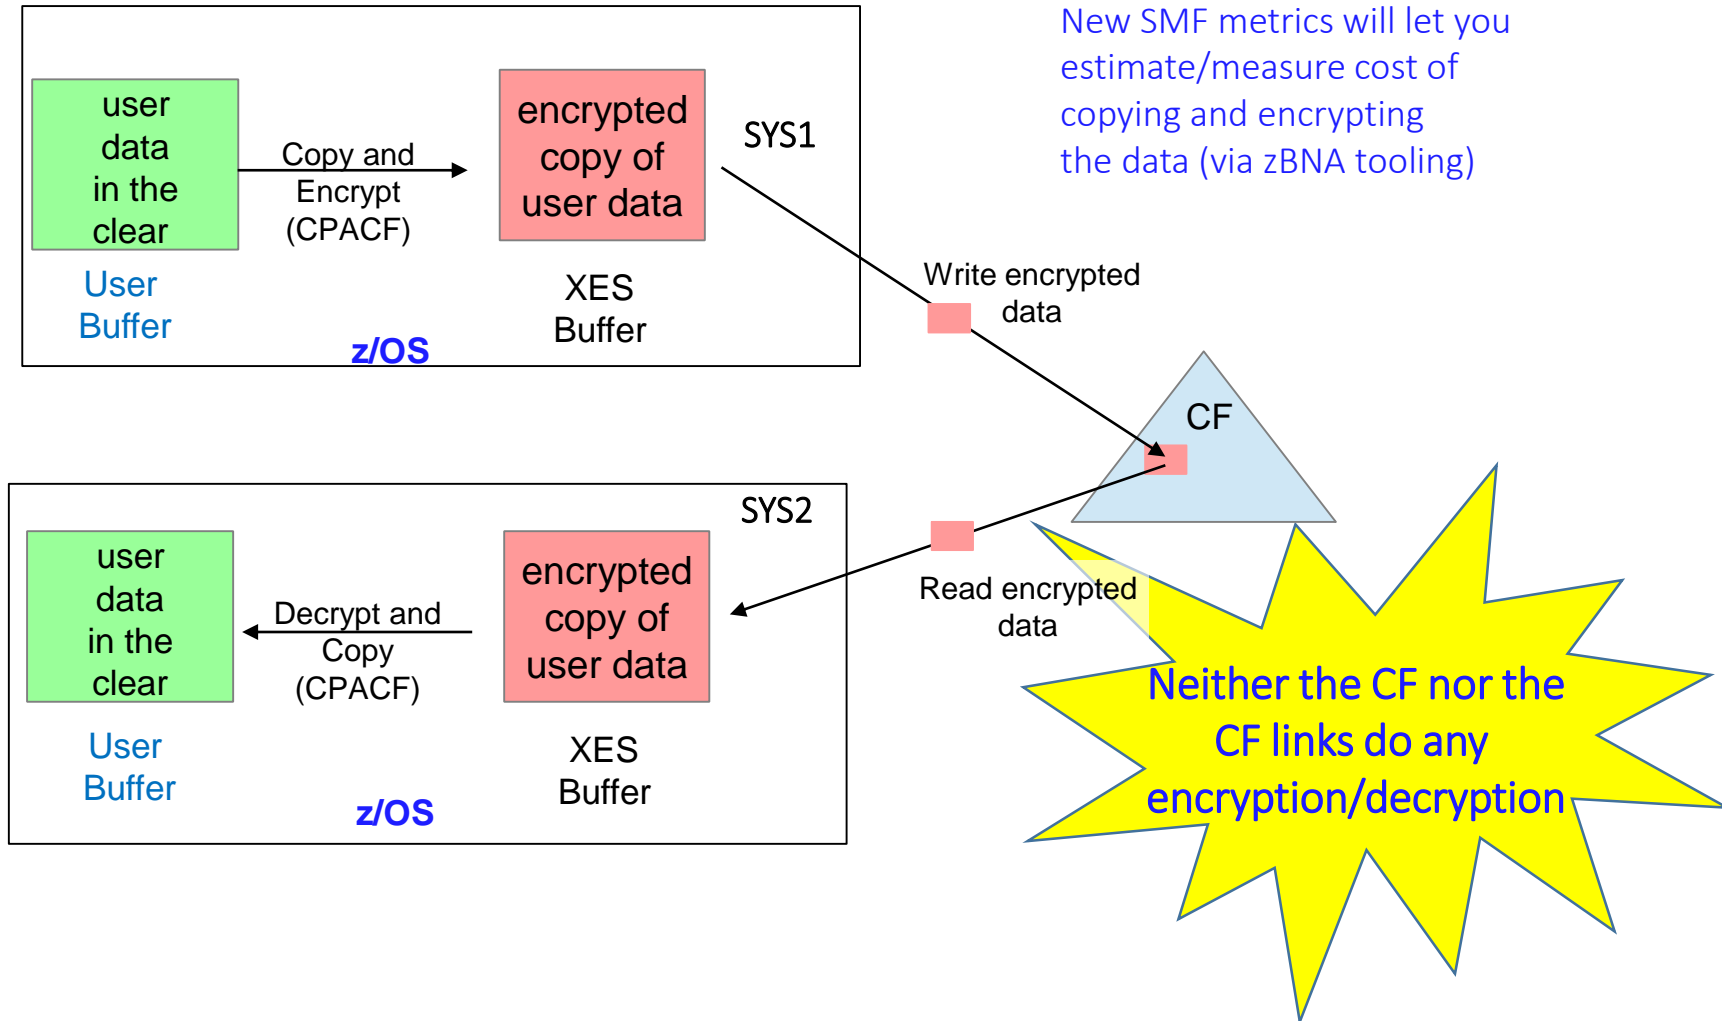 New SMF metrics will let you
estimate/measure cost of
copying and encrypting
the data (via zBNA tooling)
user
data
in the
clear
User
Buffer
Copy and
Encrypt
(CPACF)
encrypted
copy of
user data
XES
Buffer
SYS1
z/OS
Write encrypted
data
CF
SYS2
user
data
in the
clear
User
Buffer
Decrypt and
Copy
(CPACF)
encrypted
copy of
user data
XES
Buffer
z/OS
Read encrypted
data
Neither the CF nor the
CF links do any
encryption/decryption